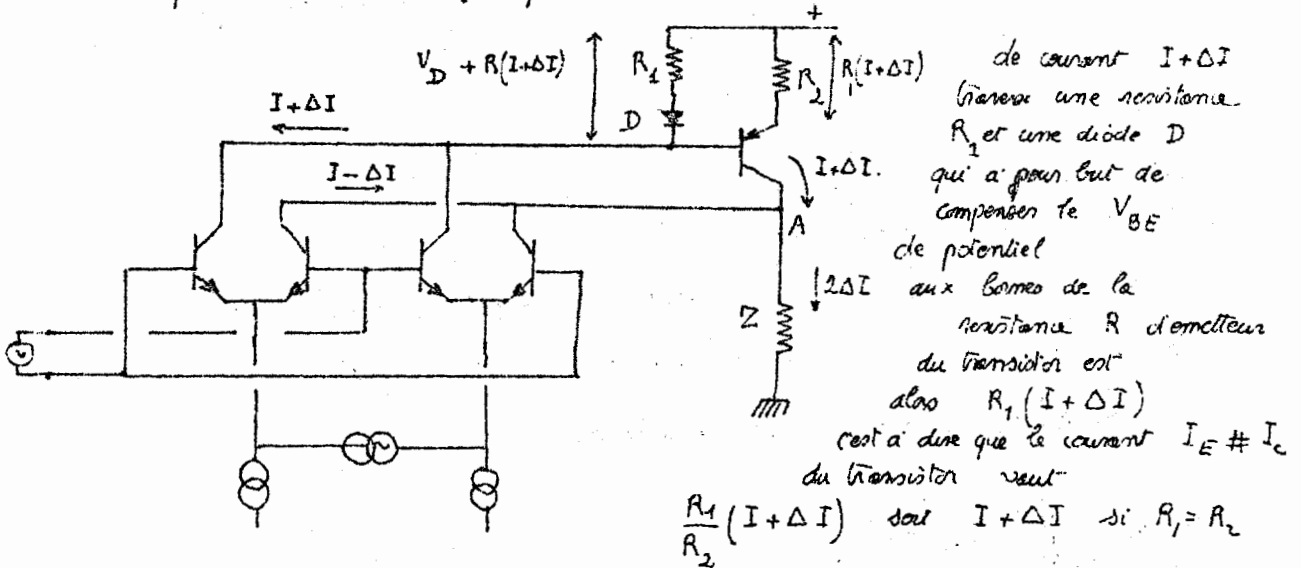 +
V_D + R(I+ΔI)
R_1
R_2
R_1(I+ΔI)
I+ΔI
D
I-ΔI
I+ΔI.
A
2ΔI
Z
de courant I+ΔI
traverse une resistance
R_1 et une diode D
qui a pour but de
compenser le V_BE
de potentiel
aux bornes de la
resistance R d'emetteur
du transistor est
alors R_1(I+ΔI)
c'est a dire que le courant I_E # I_c
du transistor vaut
R_1/R_2 (I+ΔI) soit I+ΔI si R_1=R_2